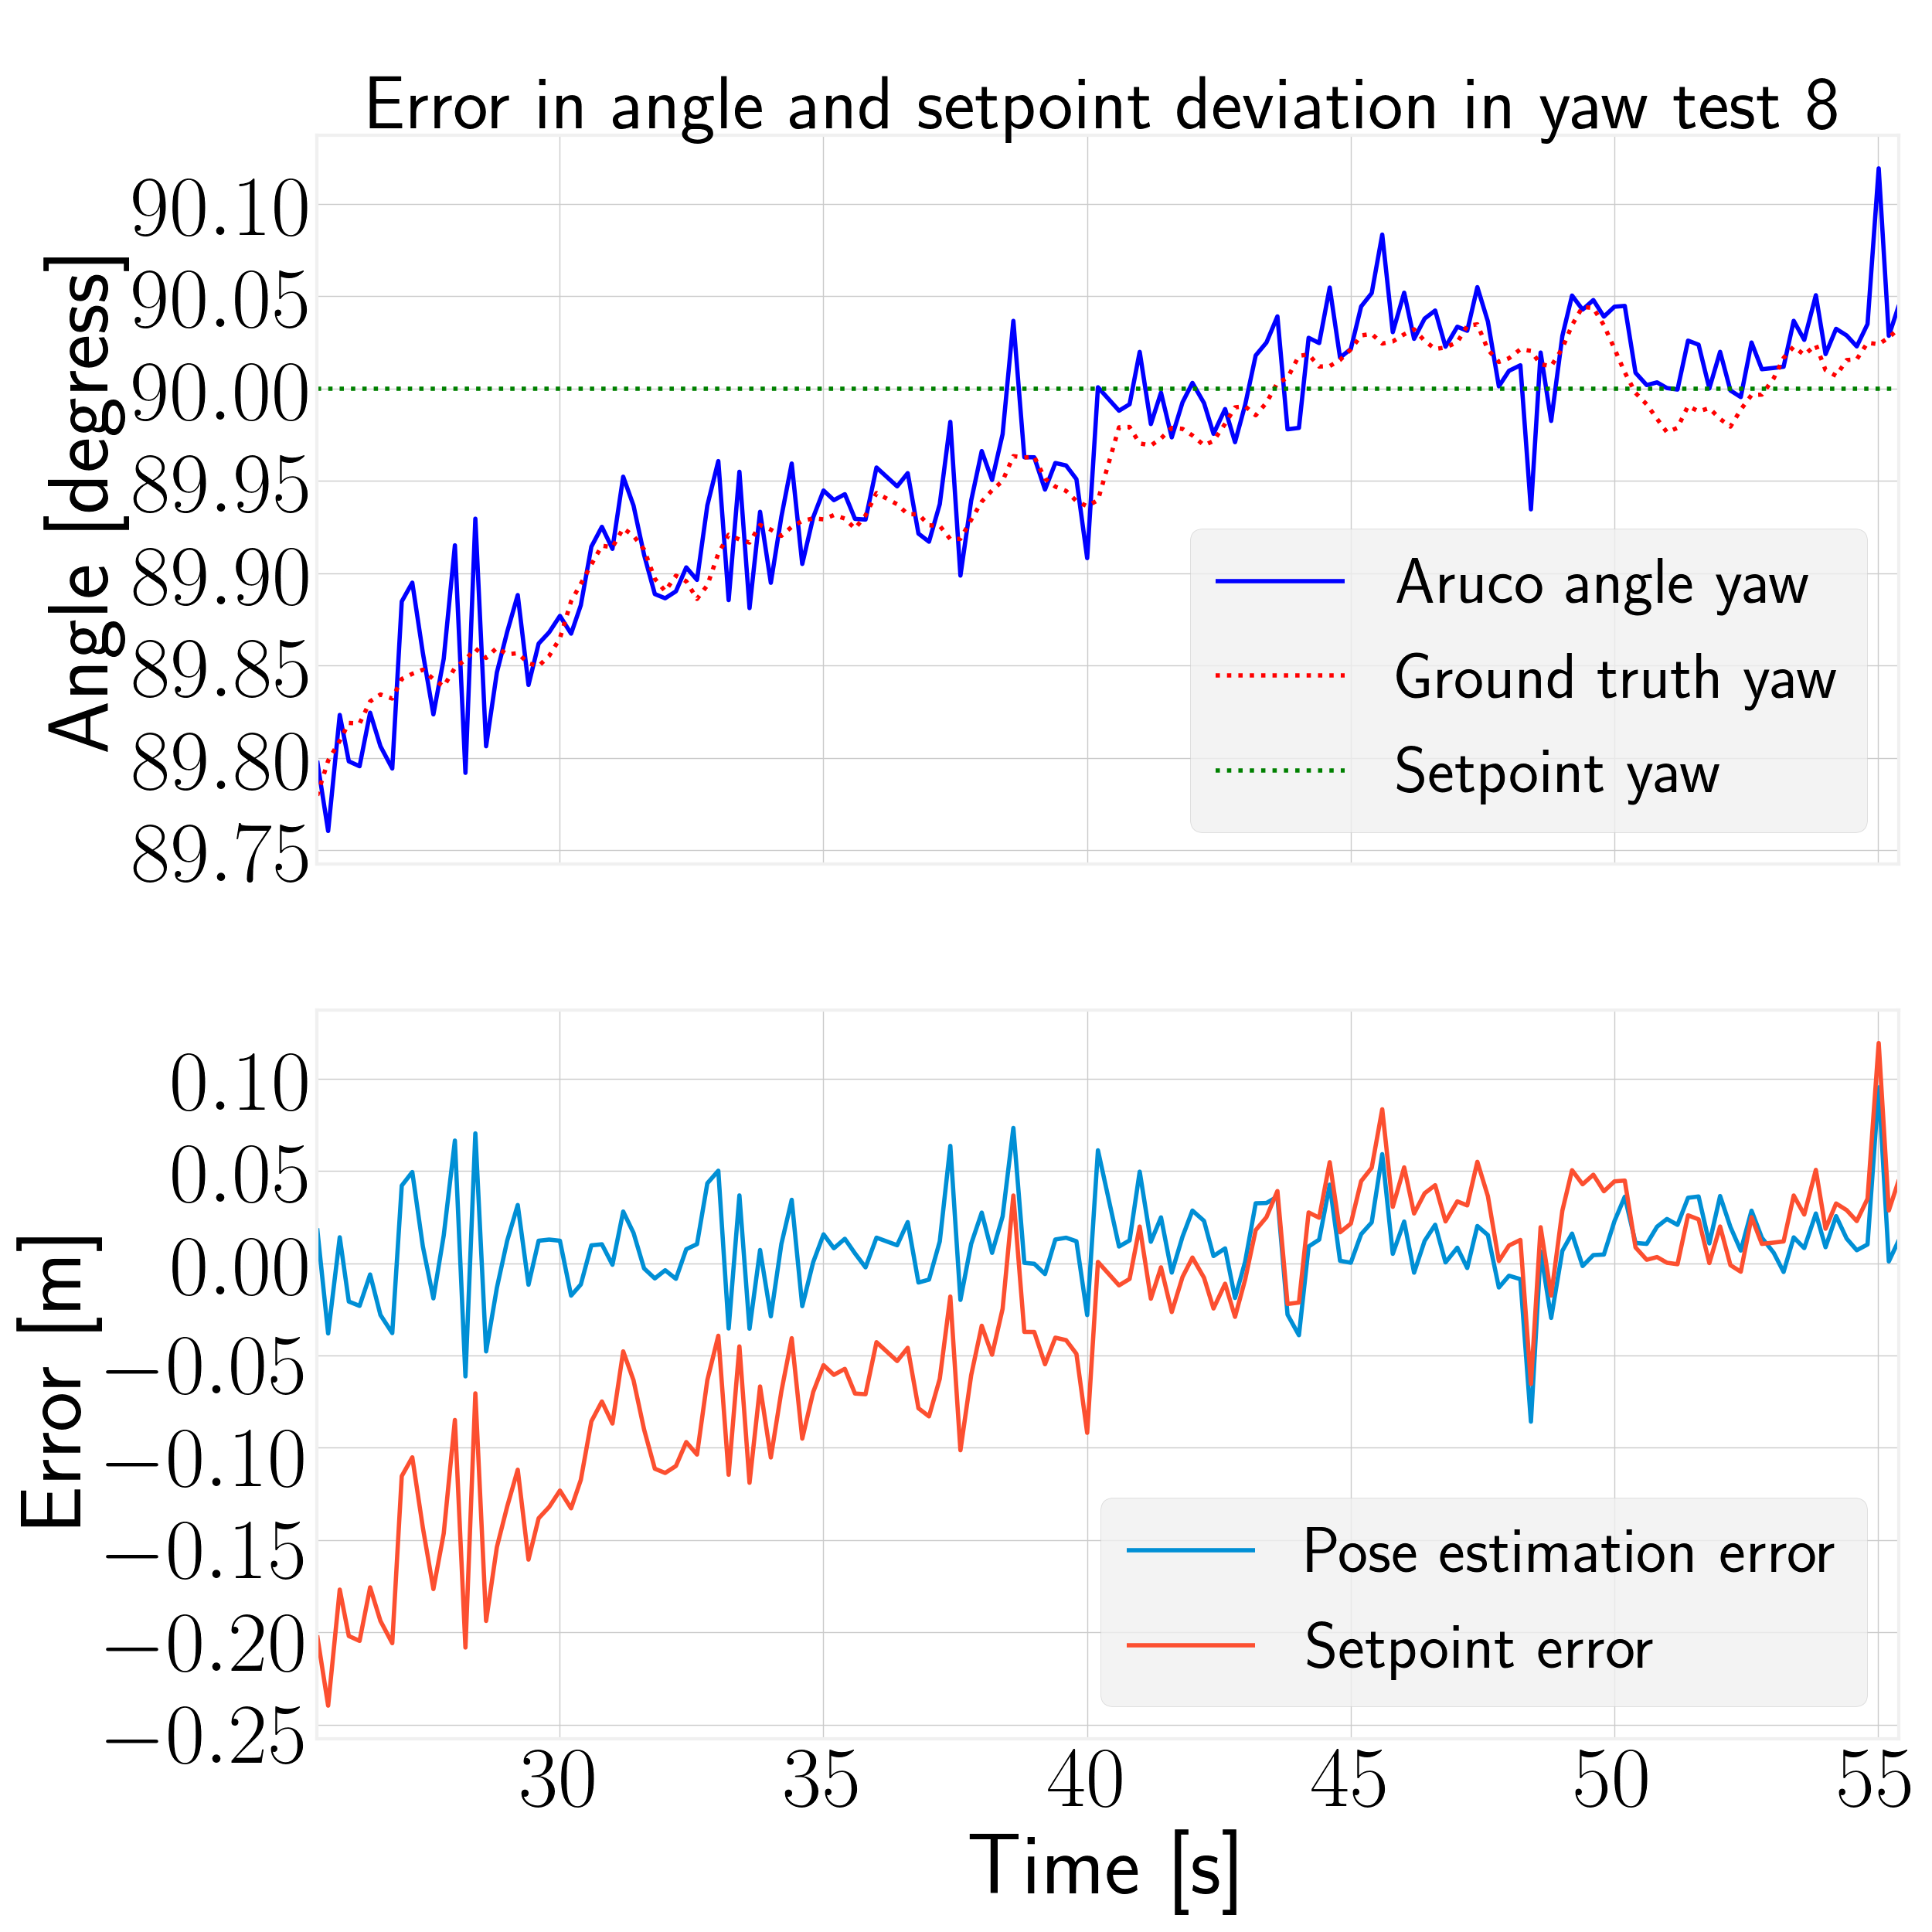 Error in angle and setpoint deviation in yaw test 8
Angle [degress]
90.10
90.05
90.00
89.95
89.90
89.85
89.80
89.75
Aruco angle yaw
Ground truth yaw
Setpoint yaw
Error [m]
0.10
0.05
0.00
−0.05
−0.10
−0.15
−0.20
−0.25
Pose estimation error
Setpoint error
30 35 40 45 50 55
Time [s]